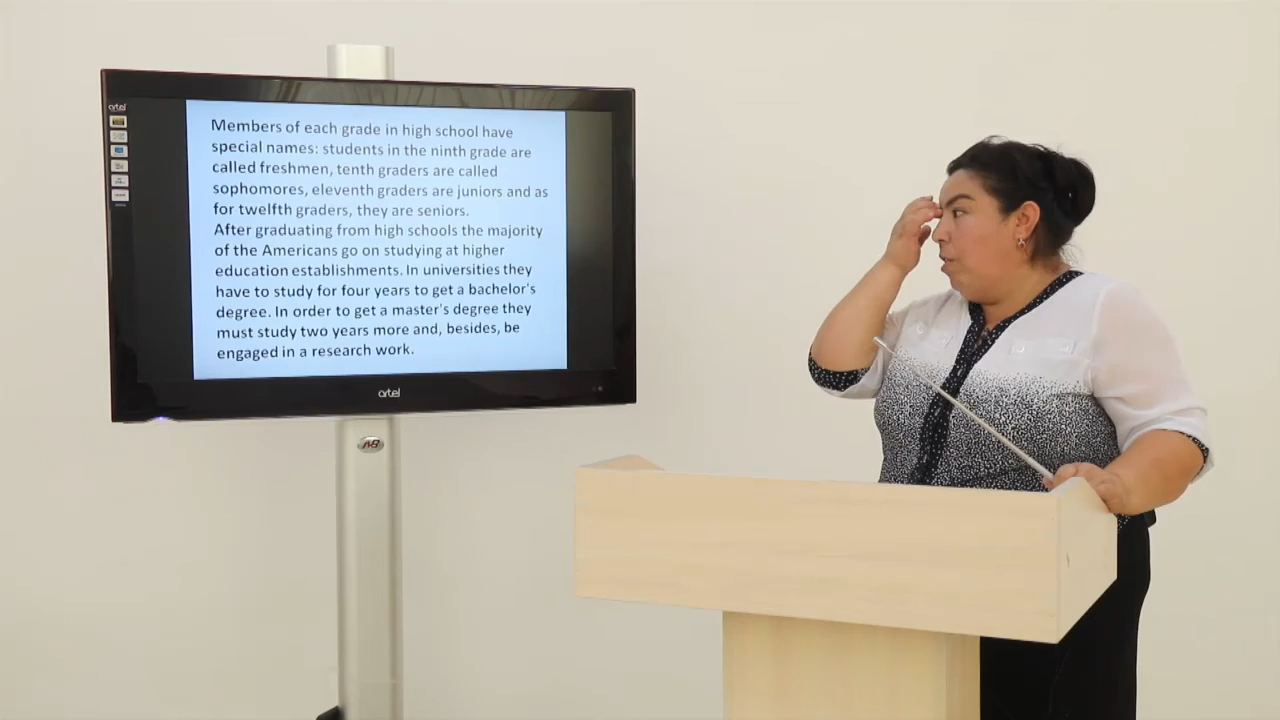 artel
Members of each grade in high school have
special names: students in the ninth grade are
called freshmen, tenth graders are called
sophomores, eleventh graders are juniors and as
for twelfth graders, they are seniors.
After graduating from high schools the majority
of the Americans go on studying at higher
education establishments. In universities they
have to study for four years to get a bachelor's
degree. In order to get a master's degree they
must study two years more and, besides, be
engaged in a research work.
artel